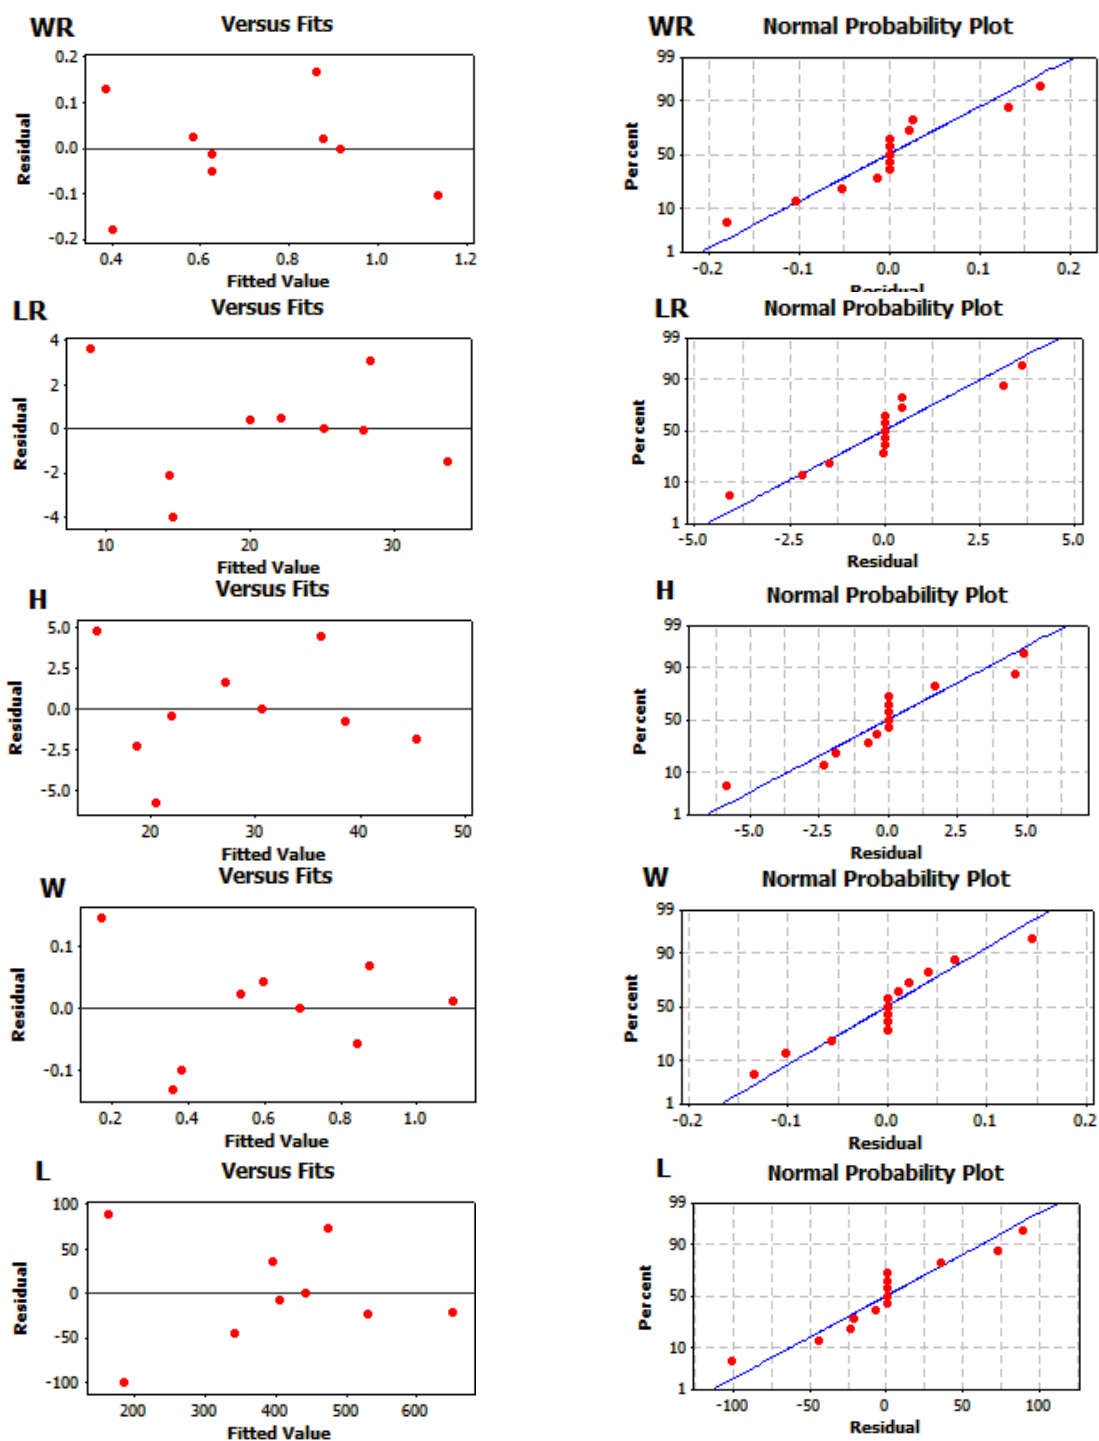 WR
Versus Fits
0.2
0.1
0.0
-0.1
-0.2
Residual
0.4
0.6
0.8
1.0
1.2
Fitted Value
WR
Normal Probability Plot
99
90
50
10
1
Percent
-0.2
-0.1
0.0
0.1
0.2
Residual
LR
Versus Fits
4
2
0
-2
-4
Residual
10
20
30
Fitted Value
LR
Normal Probability Plot
99
90
50
10
1
Percent
-5.0
-2.5
0.0
2.5
5.0
Residual
H
Versus Fits
5.0
2.5
0.0
-2.5
-5.0
Residual
20
30
40
50
Fitted Value
H
Normal Probability Plot
99
90
50
10
1
Percent
-5.0
-2.5
0.0
2.5
5.0
Residual
W
Versus Fits
0.1
0.0
-0.1
Residual
0.2
0.4
0.6
0.8
1.0
Fitted Value
W
Normal Probability Plot
99
90
50
10
1
Percent
-0.2
-0.1
0.0
0.1
0.2
Residual
L
Versus Fits
100
50
0
-50
-100
Residual
200
300
400
500
600
Fitted Value
L
Normal Probability Plot
99
90
50
10
1
Percent
-100
-50
0
50
100
Residual